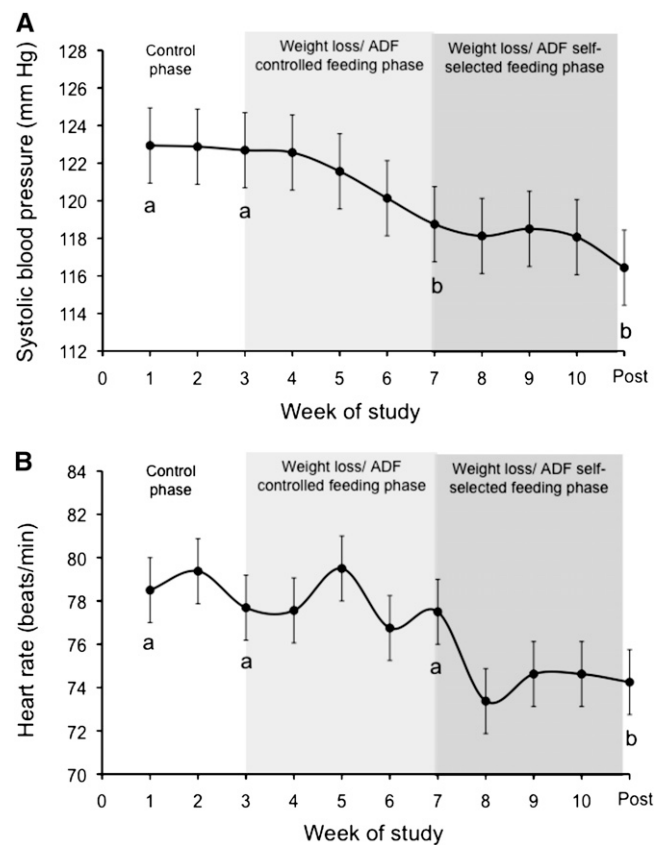 A
128
126
124
122
120
118
116
114
112
Systolic blood pressure (mm Hg)
Control
phase
Weight loss/ ADF
controlled feeding phase
Weight loss/ ADF self-
selected feeding phase
a
a
b
b
0 1 2 3 4 5 6 7 8 9 10 Post
Week of study
B
84
82
80
78
76
74
72
70
Heart rate (beats/min)
Control
phase
Weight loss/ ADF
controlled feeding phase
Weight loss/ ADF self-
selected feeding phase
a
a
a
b
0 1 2 3 4 5 6 7 8 9 10 Post
Week of study